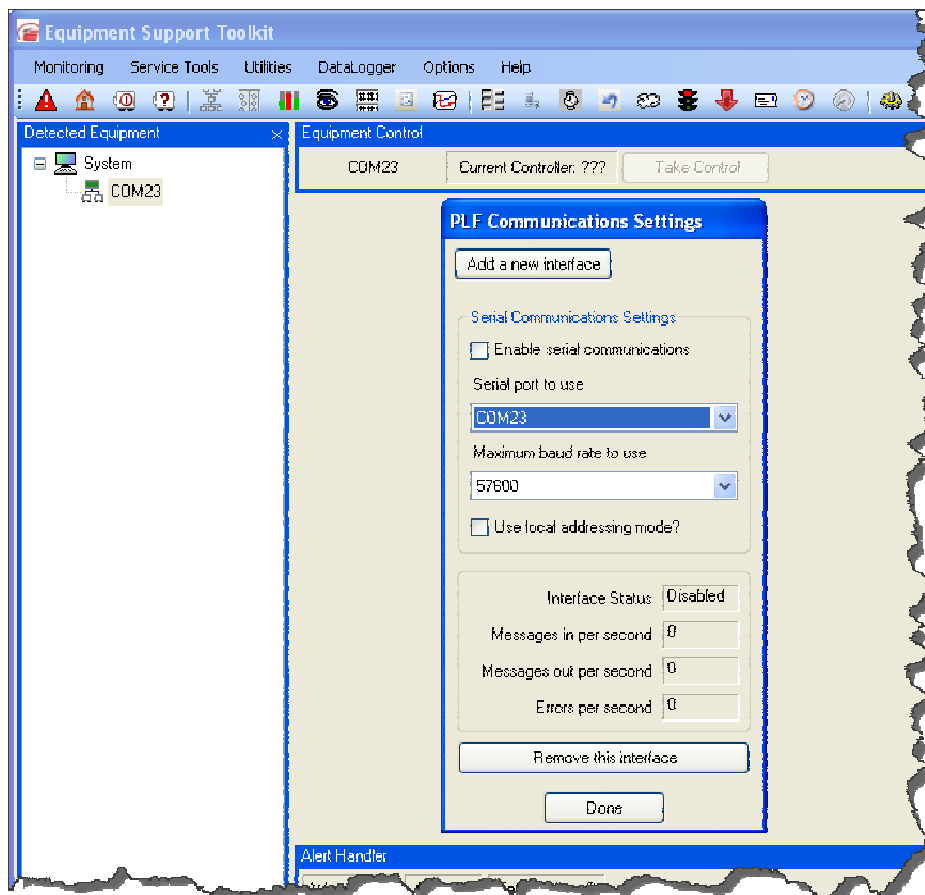 Equipment Support Toolkit
Monitoring Service Tools Utilities DataLogger Options Help
Detected Equipment
Equipment Control
System
COM23
COM23 Current Controller: ??? Take Control
PLF Communications Settings
Add a new interface
Serial Communications Settings
Enable serial communications
Serial port to use
COM23
Maximum baud rate to use
57600
Use local addressing mode?
Interface Status Disabled
Messages in per second 0
Messages out per second 0
Errors per second 0
Remove this interface
Done
Alert Handler